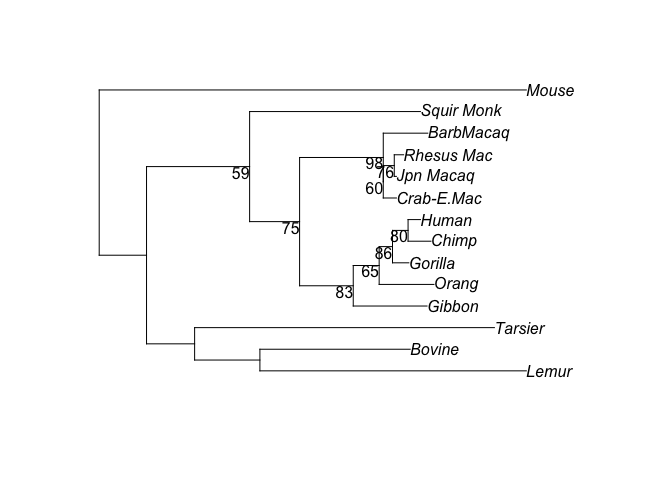 Mouse
Squir Monk
BarbMacaq
Rhesus Mac
98
76
Jpn Macaq
59
60
Crab-E.Mac
Human
75
80
Chimp
86
Gorilla
65
Orang
83
Gibbon
Tarsier
Bovine
Lemur